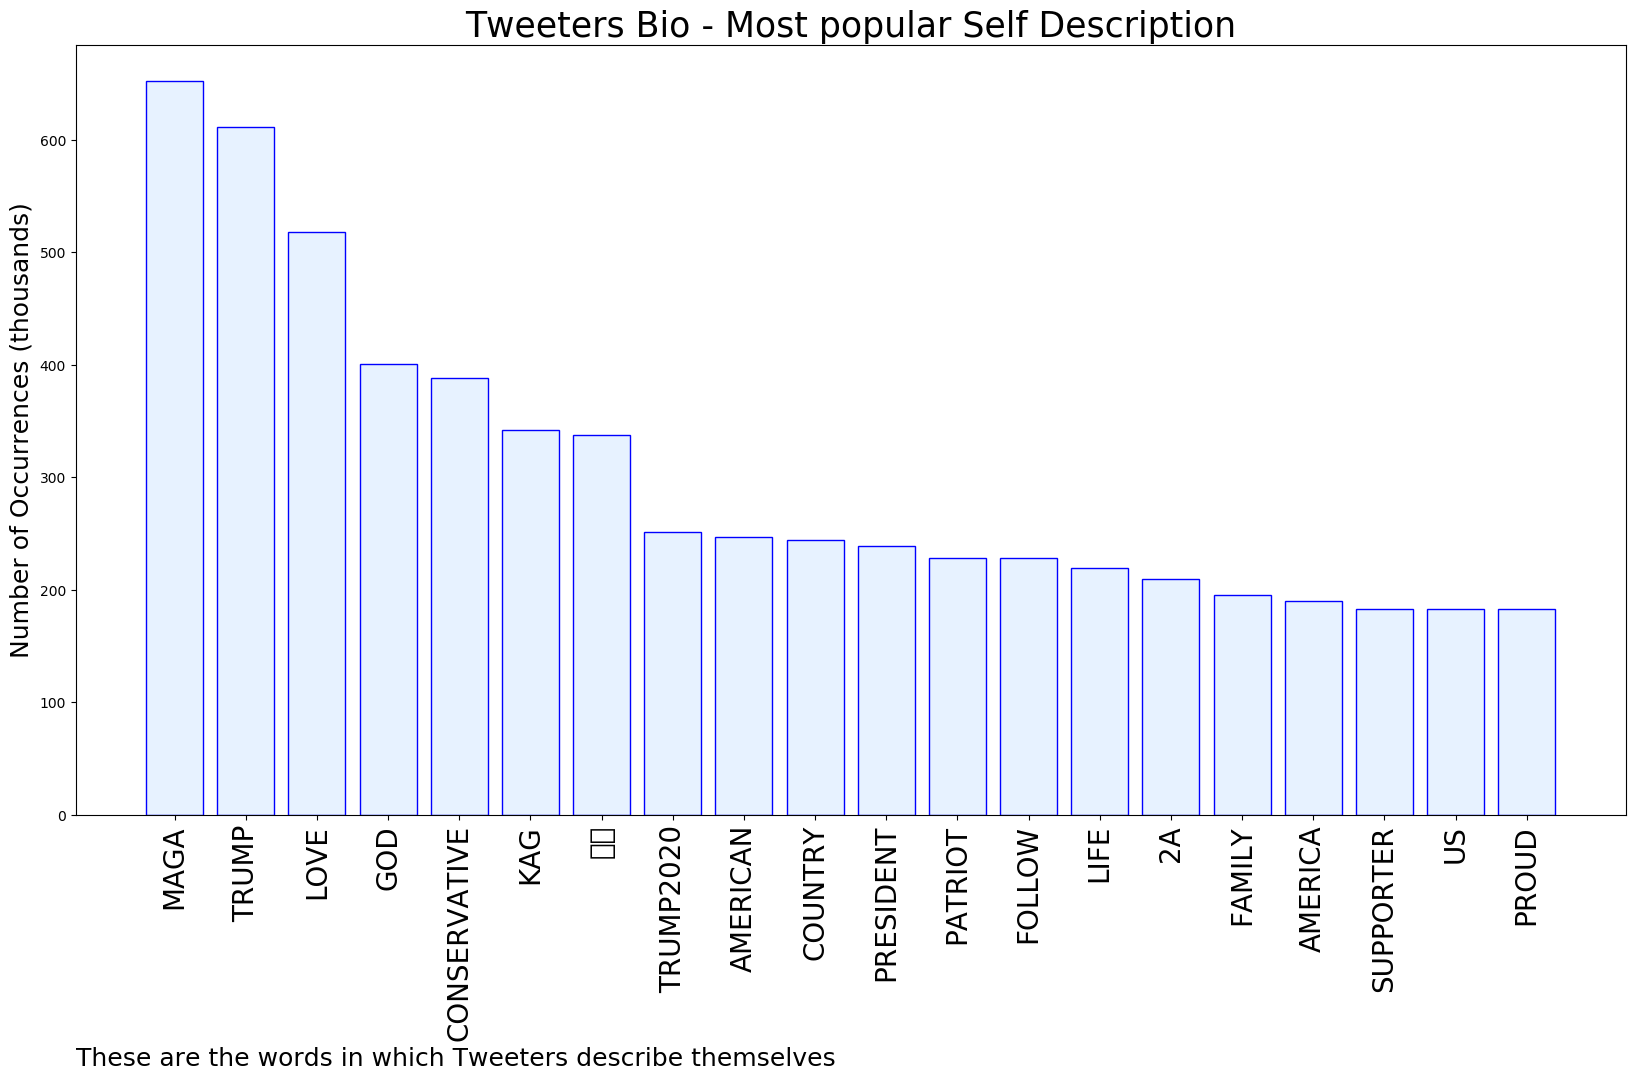 Tweeters Bio - Most popular Self Description
Number of Occurrences (thousands)
600
500
400
300
200
100
0
MAGA
TRUMP
LOVE
GOD
CONSERVATIVE
KAG
TRUMP2020
AMERICAN
COUNTRY
PRESIDENT
PATRIOT
FOLLOW
LIFE
2A
FAMILY
AMERICA
SUPPORTER
US
PROUD
These are the words in which Tweeters describe themselves